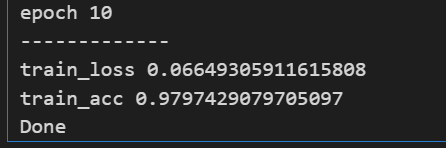 epoch 10
-------------
train_loss 0.06649305911615808
train_acc 0.9797429079705097
Done